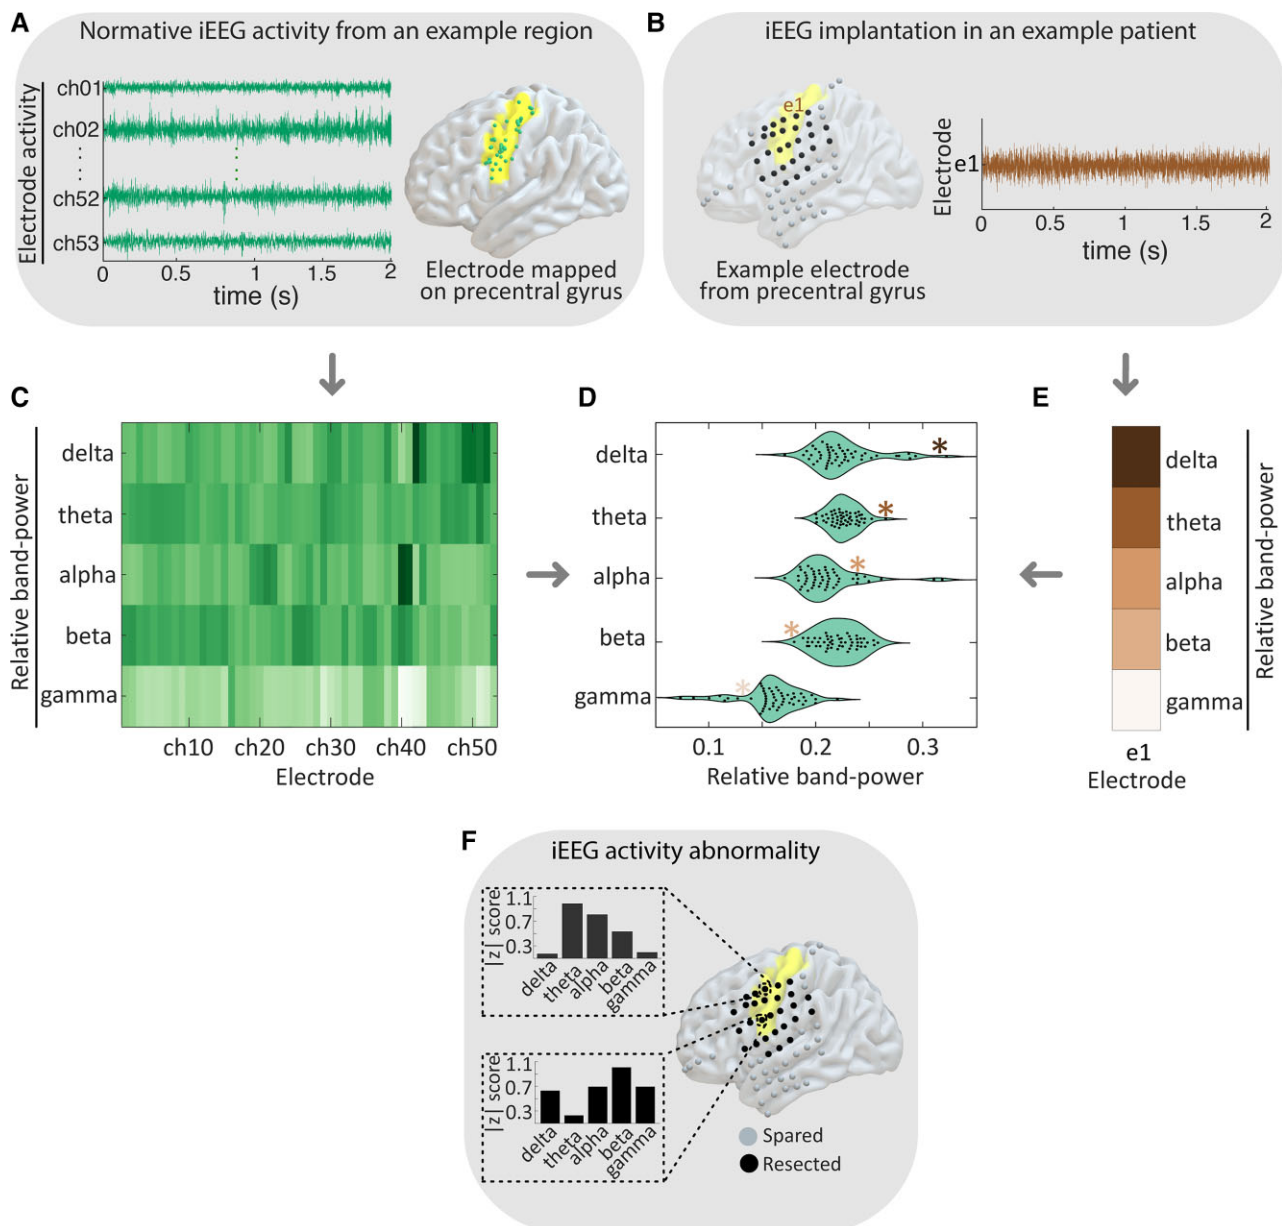 A
Normative iEEG activity from an example region
Electrode activity
ch01
ch02
ch52
ch53
0 0.5 1 1.5 2
time (s)
Electrode mapped
on precentral gyrus
B
iEEG implantation in an example patient
e1
Example electrode
from precentral gyrus
Electrode
e1
0 1 2
time (s)
C
Relative band-power
delta
theta
alpha
beta
gamma
ch10 ch20 ch30 ch40 ch50
Electrode
D
delta
theta
alpha
beta
gamma
* * * * *
0.1 0.2 0.3
Relative band-power
E
delta
theta
alpha
beta
gamma
Relative band-power
e1
Electrode
F
iEEG activity abnormality
|z| score
1.1
0.7
0.3
delta theta alpha beta gamma
|z| score
1.1
0.7
0.3
delta theta alpha beta gamma
Spared
Resected